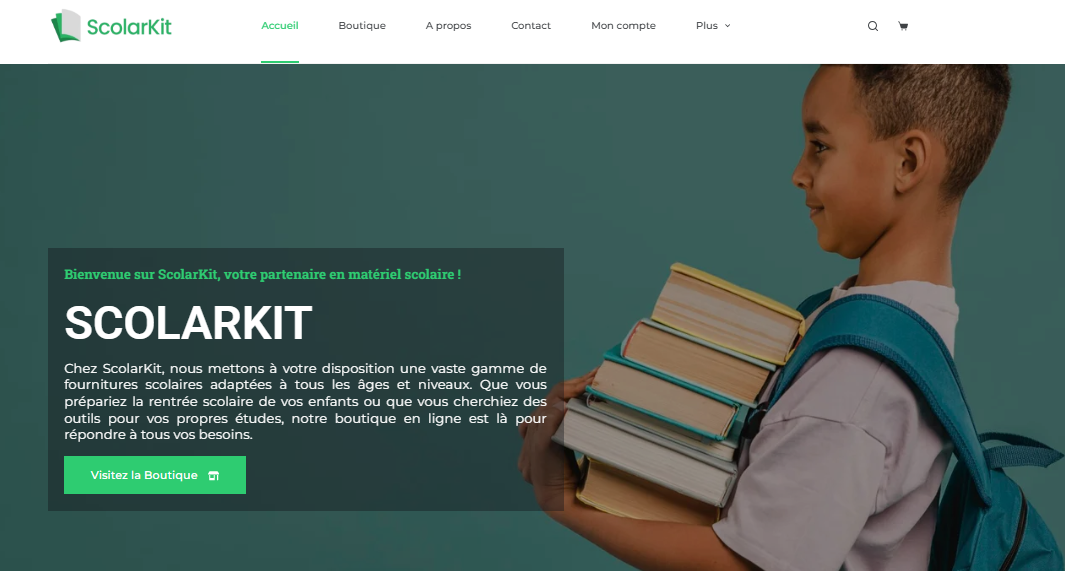 ScolarKit
Accueil
Boutique
A propos
Contact
Mon compte
Plus
Bienvenue sur ScolarKit, votre partenaire en matériel scolaire !
SCOLARKIT
Chez ScolarKit, nous mettons à votre disposition une vaste gamme de
fournitures scolaires adaptées à tous les âges et niveaux. Que vous
prépariez la rentrée scolaire de vos enfants ou que vous cherchiez des
outils pour vos propres études, notre boutique en ligne est là pour
répondre à tous vos besoins.
Visitez la Boutique